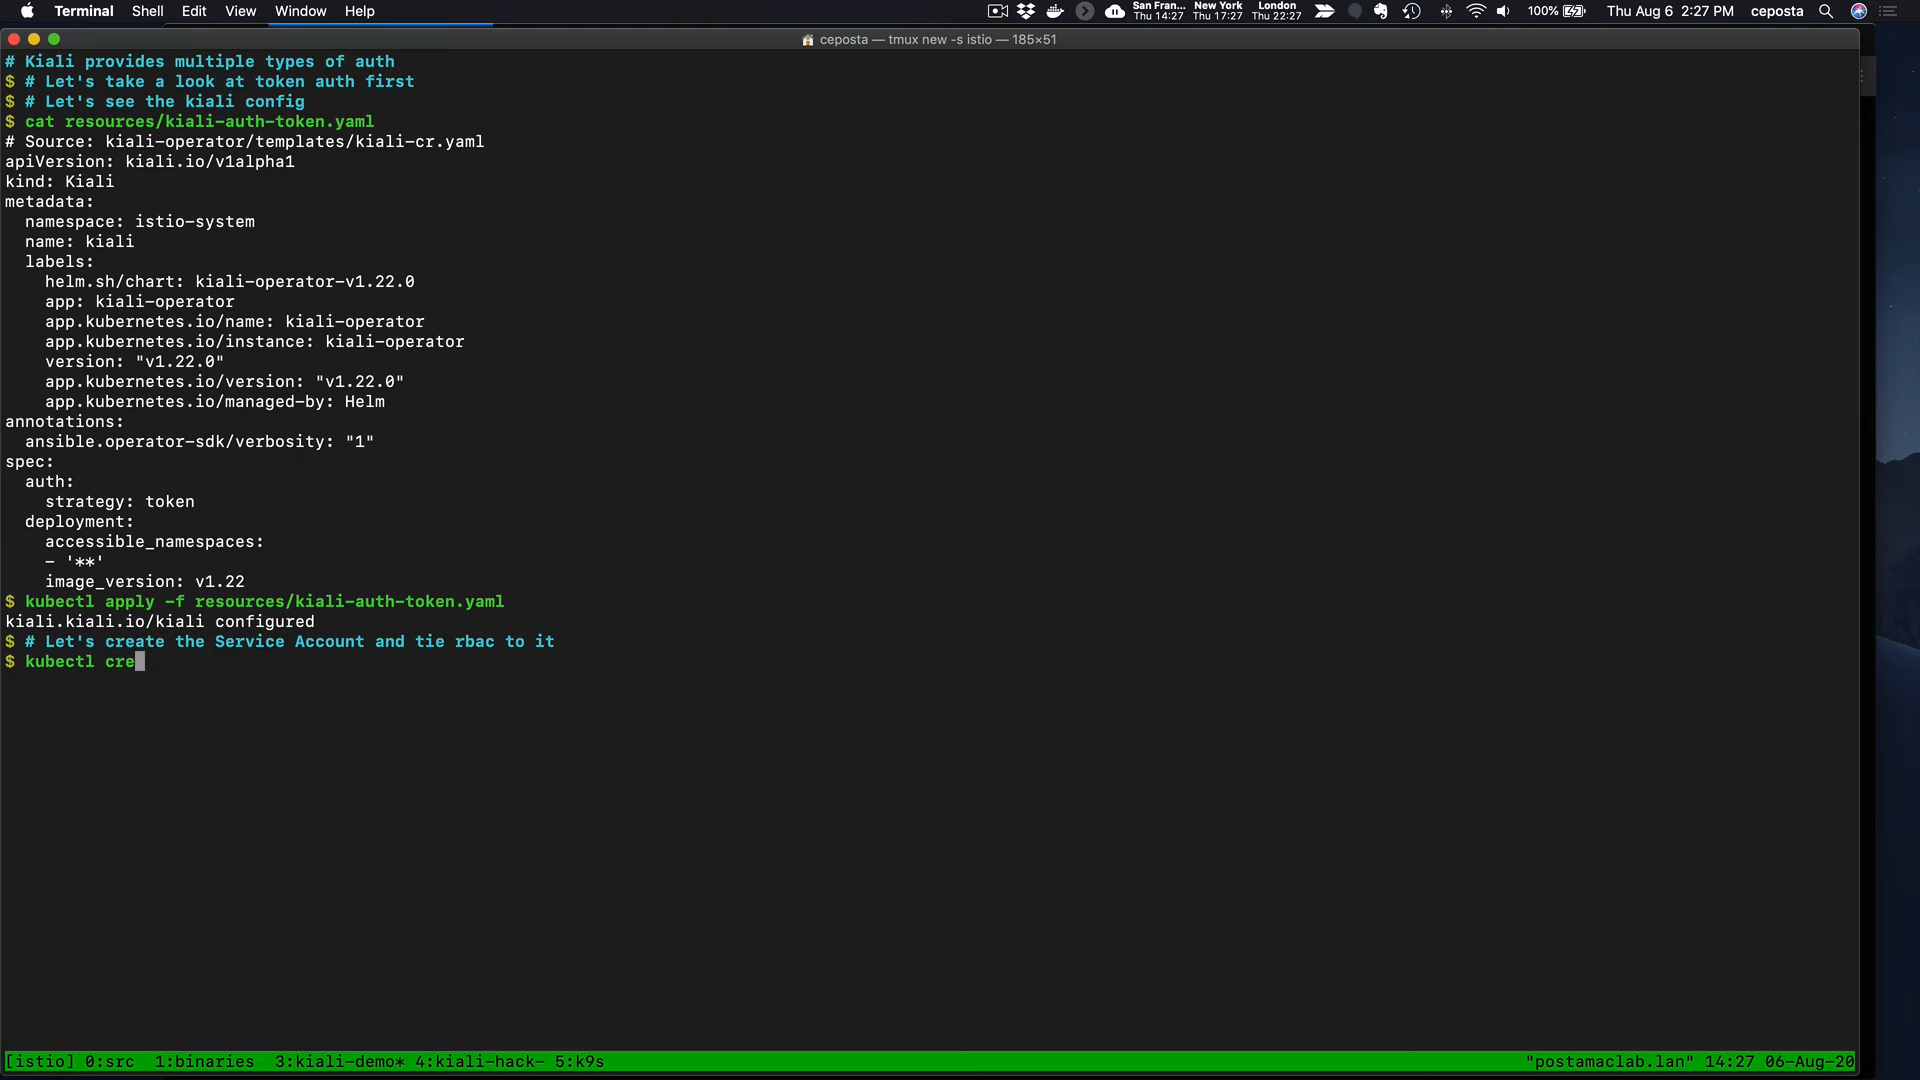 Terminal Shell Edit View Window Help
San Fran... New York London
Thu 14:27 Thu 17:27 Thu 22:27
100% Thu Aug 6 2:27 PM ceposta
ceposta — tmux new -s istio — 185×51
# Kiali provides multiple types of auth
$ # Let's take a look at token auth first
$ # Let's see the kiali config
$ cat resources/kiali-auth-token.yaml
# Source: kiali-operator/templates/kiali-cr.yaml
apiVersion: kiali.io/v1alpha1
kind: Kiali
metadata:
  namespace: istio-system
  name: kiali
  labels:
    helm.sh/chart: kiali-operator-v1.22.0
    app: kiali-operator
    app.kubernetes.io/name: kiali-operator
    app.kubernetes.io/instance: kiali-operator
    version: "v1.22.0"
    app.kubernetes.io/version: "v1.22.0"
    app.kubernetes.io/managed-by: Helm
annotations:
  ansible.operator-sdk/verbosity: "1"
spec:
  auth:
    strategy: token
  deployment:
    accessible_namespaces:
    - '**'
    image_version: v1.22
$ kubectl apply -f resources/kiali-auth-token.yaml
kiali.kiali.io/kiali configured
$ # Let's create the Service Account and tie rbac to it
$ kubectl cre
[istio] 0:src  1:binaries  3:kiali-demo* 4:kiali-hack- 5:k9s "postamaclab.lan" 14:27 06-Aug-20